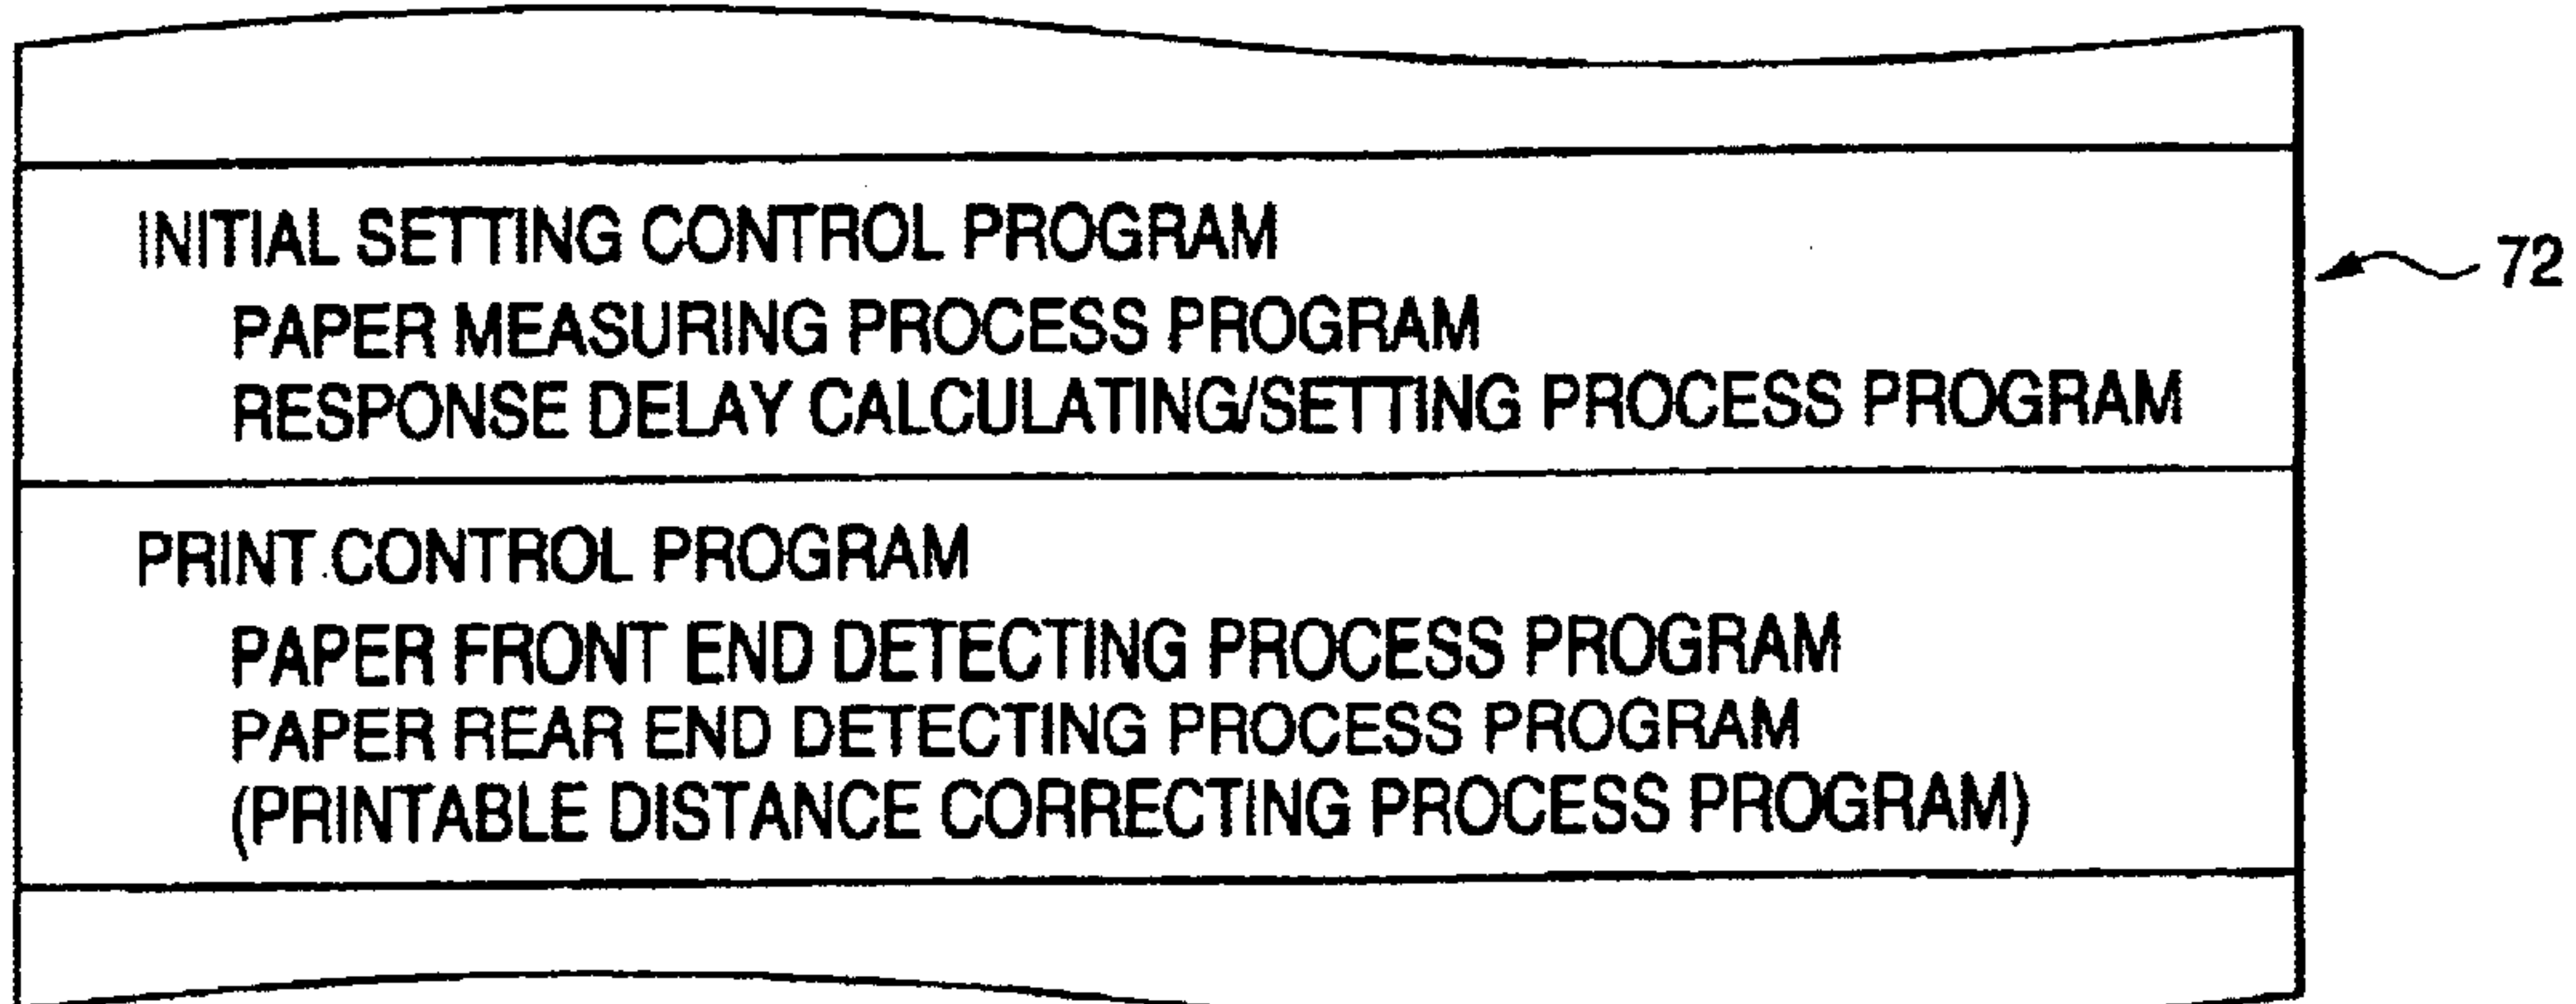 INITIAL SETTING CONTROL PROGRAM
72
PAPER MEASURING PROCESS PROGRAM
RESPONSE DELAY CALCULATING/SETTING PROCESS PROGRAM
PRINT CONTROL PROGRAM
PAPER FRONT END DETECTING PROCESS PROGRAM
PAPER REAR END DETECTING PROCESS PROGRAM
(PRINTABLE DISTANCE CORRECTING PROCESS PROGRAM)